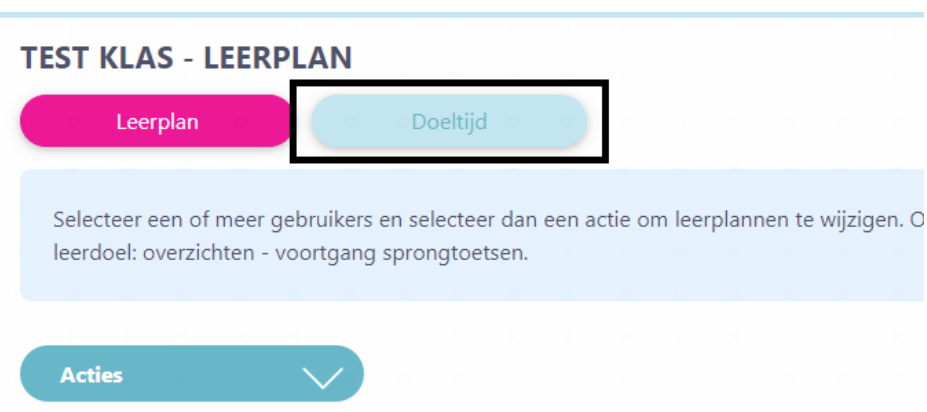 TEST KLAS - LEERPLAN
Leerplan
Doeltijd
Selecteer een of meer gebruikers en selecteer dan een actie om leerplannen te wijzigen. O
leerdoel: overzichten - voortgang sprongtoetsen.
Acties